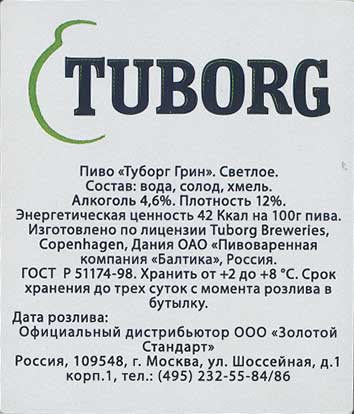 TUBORG
Пиво «Туборг Грин». Светлое.
Состав: вода, солод, хмель.
Алкоголь 4,6%. Плотность 12%.
Энергетическая ценность 42 Ккал на 100г пива.
Изготовлено по лицензии Tuborg Breweries,
Copenhagen, Дания ОАО «Пивоваренная
компания «Балтика», Россия.
ГОСТ Р 51174-98. Хранить от +2 до +8 °С. Срок
хранения до трех суток с момента розлива в
бутылку.
Дата розлива:
Официальный дистрибьютор ООО «Золотой
Стандарт»
Россия, 109548, г. Москва, ул. Шоссейная, д.1
корп.1, тел.: (495) 232-55-84/86